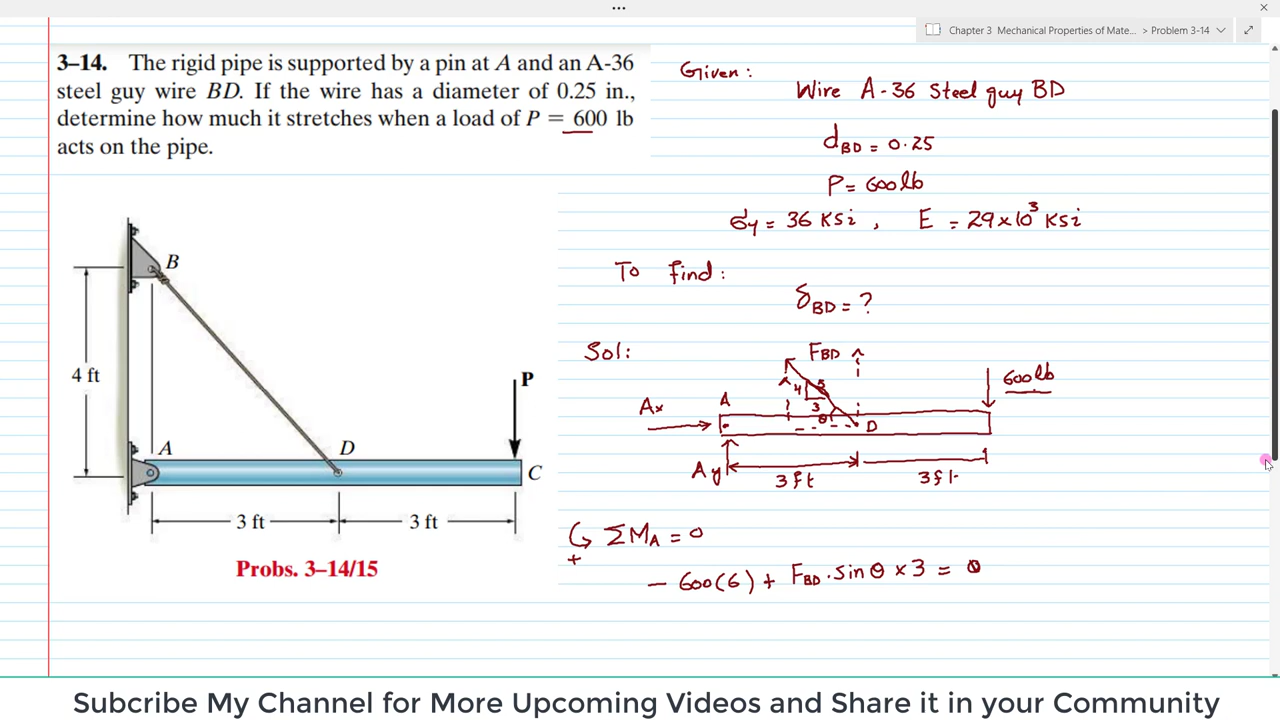 ...
Chapter 3 Mechanical Properties of Mate... > Problem 3-14
3–14. The rigid pipe is supported by a pin at A and an A-36
steel guy wire BD. If the wire has a diameter of 0.25 in.,
determine how much it stretches when a load of P = 600 lb
acts on the pipe.
B
4 ft
P
A
D
C
3 ft
3 ft
Probs. 3–14/15
Given:
Wire A-36 Steel guy BD
dBD = 0.25
P = 600 lb
σy = 36 Ksi, E = 29×10³ Ksi
To find:
δBD = ?
Sol:
FBD
600 lb
4
5
3
θ
A
Ax
D
Ay
3 ft
3 ft
+ ΣMA = 0
- 600(6) + FBD · Sin θ × 3 = 0
Subcribe My Channel for More Upcoming Videos and Share it in your Community